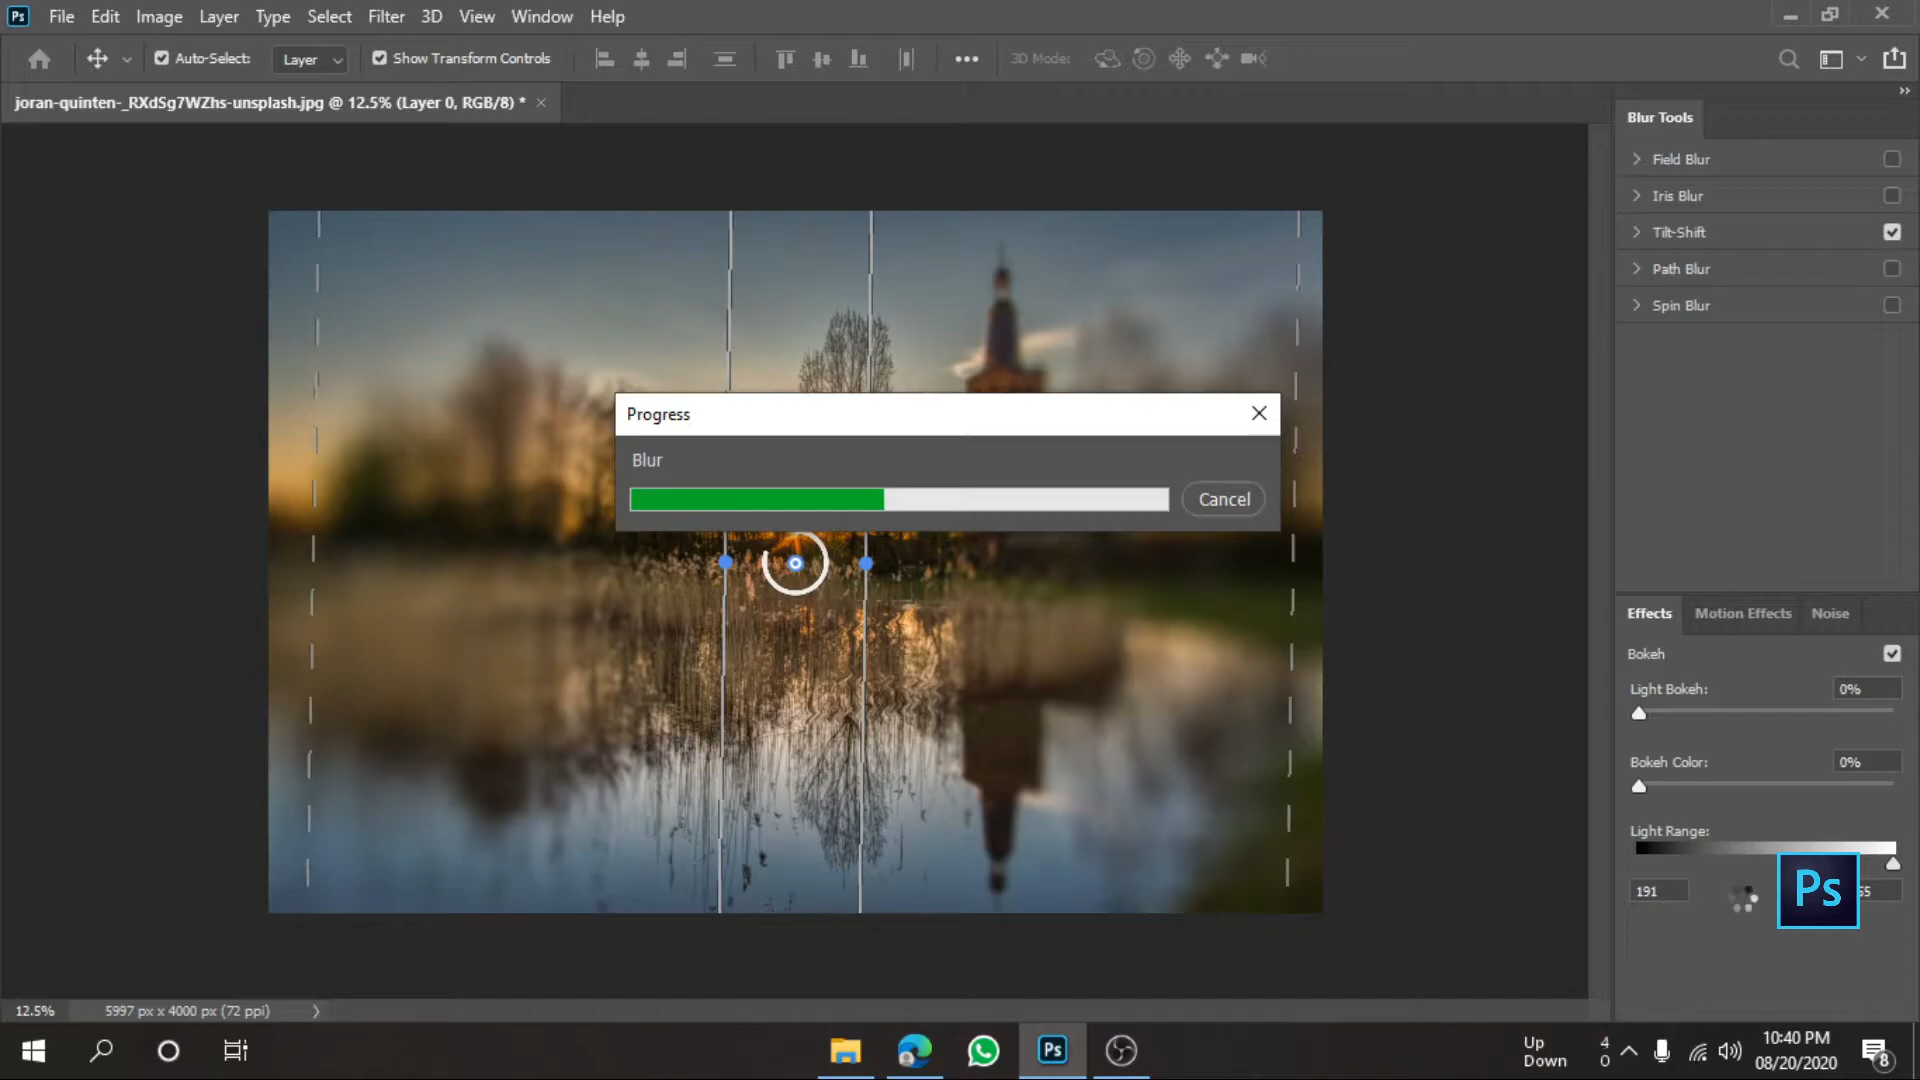 Ps File Edit Image Layer Type Select Filter 3D View Window Help
Auto-Select: Layer Show Transform Controls 3D Mode:
joran-quinten-_RXdSg7WZhs-unsplash.jpg @ 12.5% (Layer 0, RGB/8) *
Blur Tools
Field Blur
Iris Blur
Tilt-Shift
Path Blur
Spin Blur
Progress
Blur
Cancel
Effects Motion Effects Noise
Bokeh
Light Bokeh: 0%
Bokeh Color: 0%
Light Range:
191
Ps
12.5% 5997 px x 4000 px (72 ppi)
Ps
Up 4
Down 0
10:40 PM
08/20/2020
8